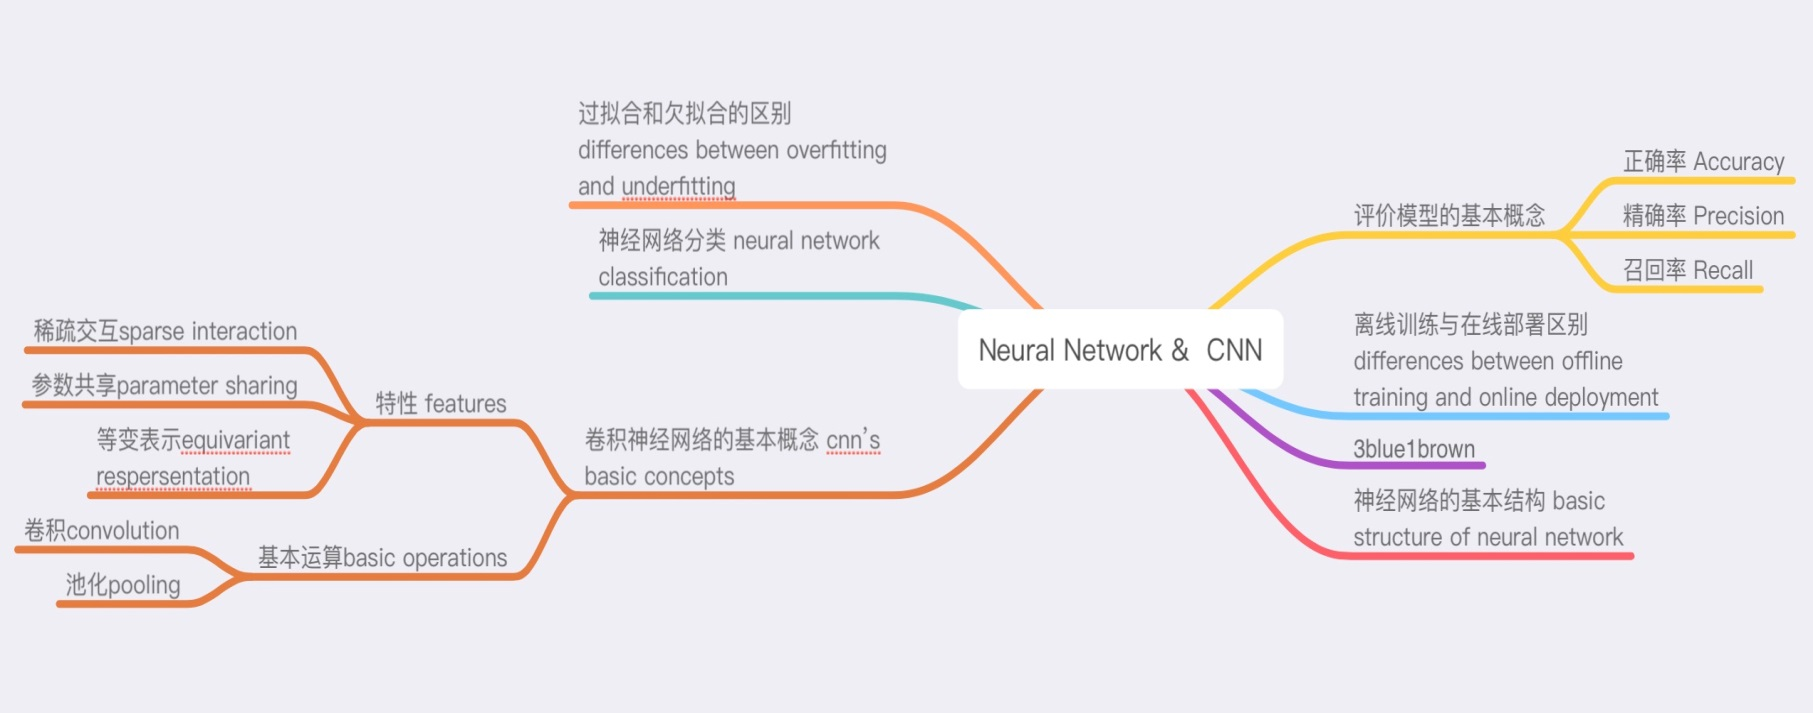 过拟合和欠拟合的区别
differences between overfitting
and underfitting
神经网络分类 neural network
classification
稀疏交互sparse interaction
参数共享parameter sharing
等变表示equivariant
respersentation
特性 features
卷积convolution
池化pooling
基本运算basic operations
卷积神经网络的基本概念 cnn's
basic concepts
Neural Network &  CNN
评价模型的基本概念
正确率 Accuracy
精确率 Precision
召回率 Recall
离线训练与在线部署区别
differences between offline
training and online deployment
3blue1brown
神经网络的基本结构 basic
structure of neural network